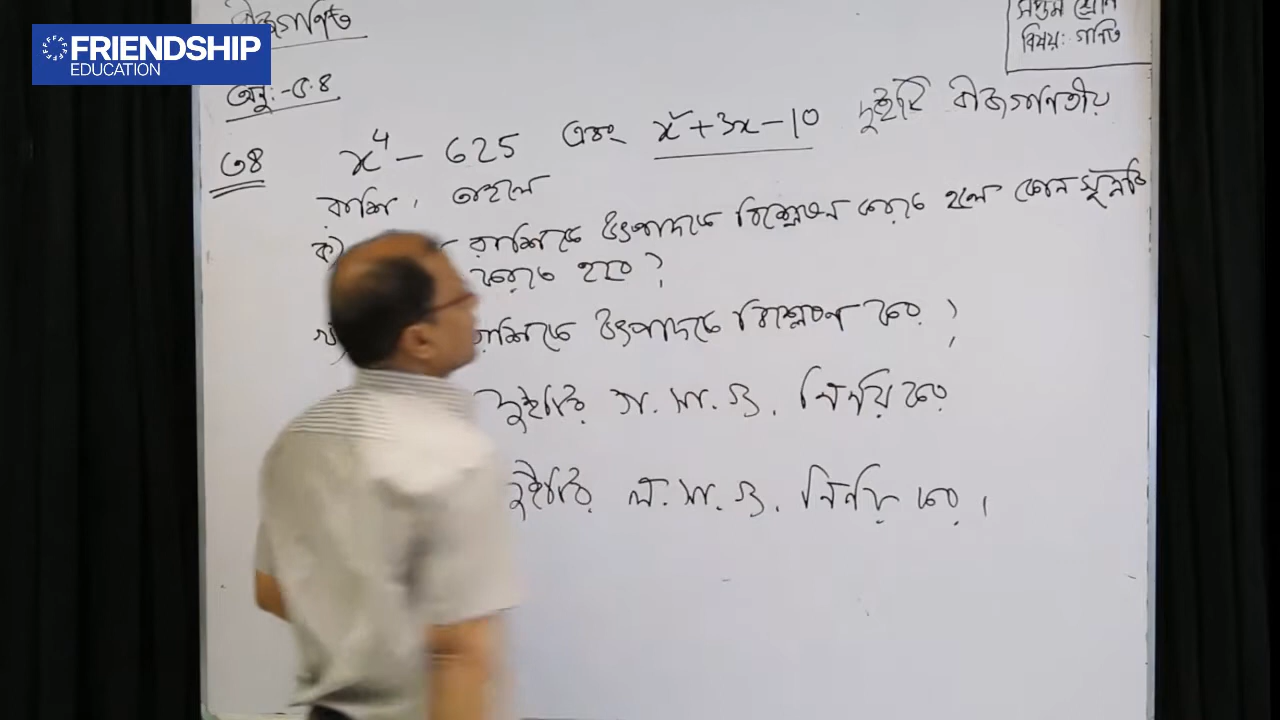 বীজগণিত
FRIENDSHIP
EDUCATION
সপ্তম শ্রেণি
বিষয়: গণিত
অনু:-৫.৪
৩৪ x⁴ – 625 এবং x²+3x–10 দুইটি বীজগণিতীয়
রাশি। তাহলে
ক) রাশিকে উৎপাদকে বিশ্লেষণ করতে হলে কোন সূত্রটি
করতে হবে?
খ) রাশিকে উৎপাদকে বিশ্লেষণ কর।
দুইটির গ. সা. গু. নির্ণয় কর
দুইটির ল. সা. গু. নির্ণয় কর।